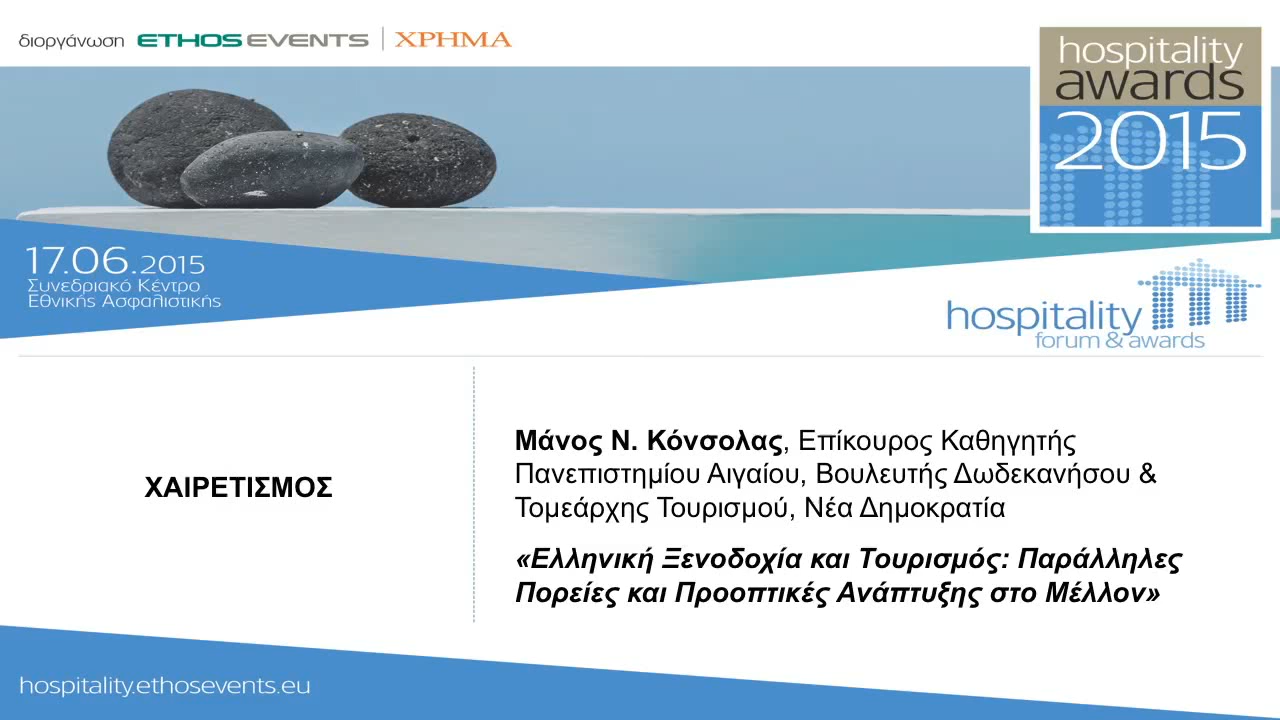 διοργάνωση ETHOS EVENTS | ΧΡΗΜΑ
hospitality
awards
2015
17.06.2015
Συνεδριακό Κέντρο
Εθνικής Ασφαλιστικής
hospitality
forum & awards
ΧΑΙΡΕΤΙΣΜΟΣ
Μάνος Ν. Κόνσολας, Επίκουρος Καθηγητής
Πανεπιστημίου Αιγαίου, Βουλευτής Δωδεκανήσου &
Τομεάρχης Τουρισμού, Νέα Δημοκρατία
«Ελληνική Ξενοδοχία και Τουρισμός: Παράλληλες
Πορείες και Προοπτικές Ανάπτυξης στο Μέλλον»
hospitality.ethosevents.eu